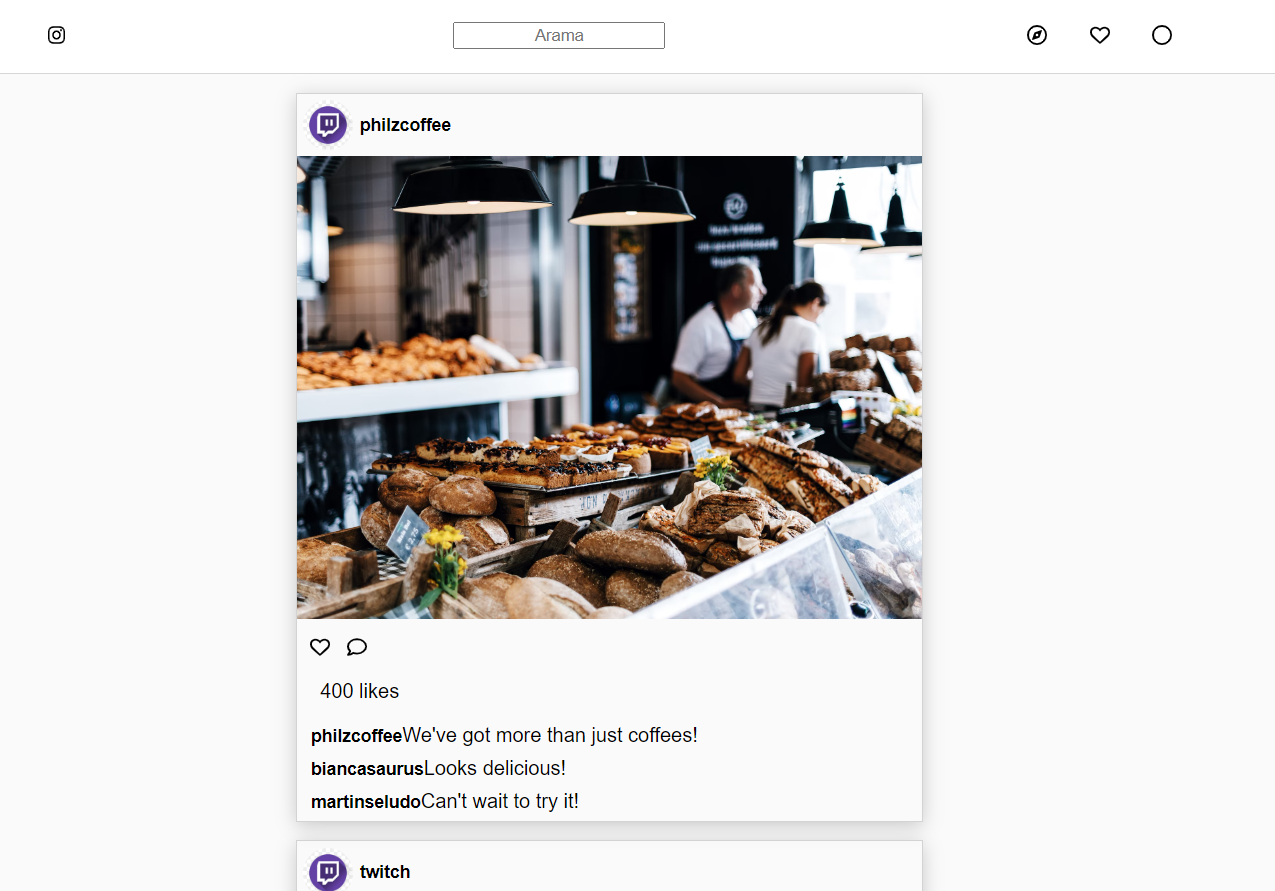 Arama
philzcoffee
400 likes
philzcoffeeWe've got more than just coffees!
biancasaurusLooks delicious!
martinseludoCan't wait to try it!
twitch